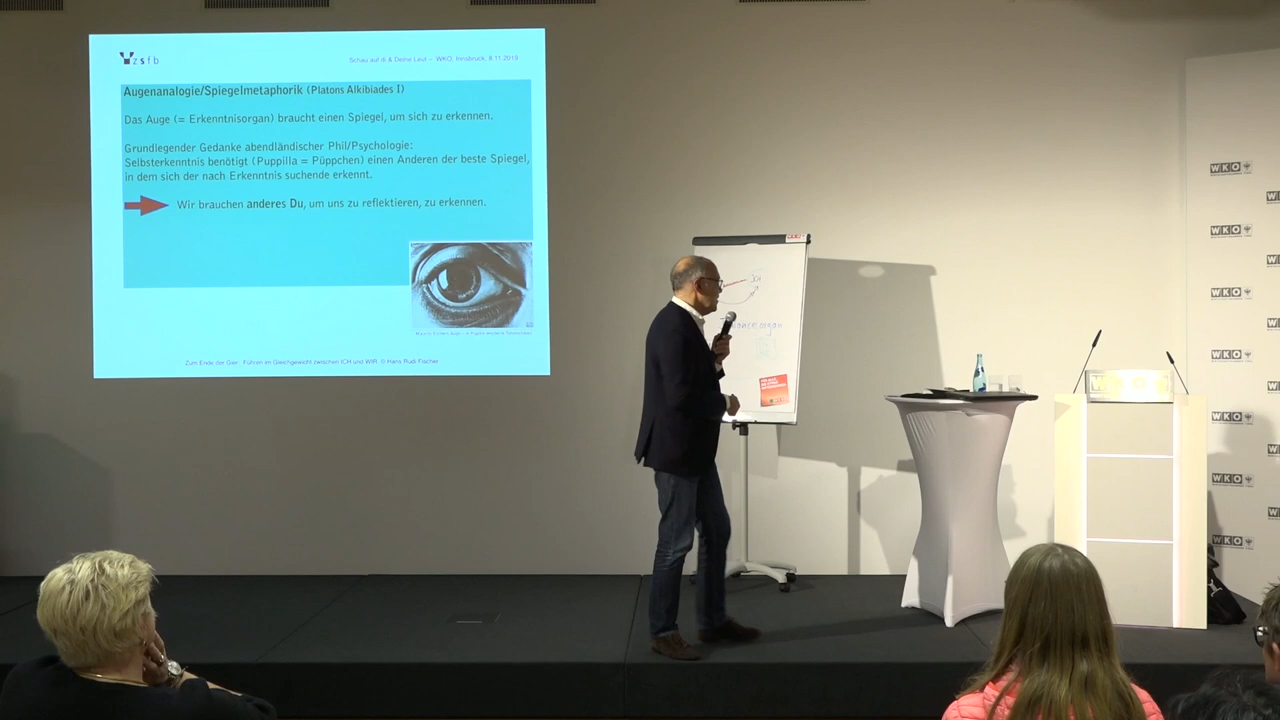 zsfb
Schau auf di & Deine Leut – WKO, Innsbruck, 8.11.2019
Augenanalogie/Spiegelmetaphorik (Platons Alkibiades I)
Das Auge (= Erkenntnisorgan) braucht einen Spiegel, um sich zu erkennen.
Grundlegender Gedanke abendländischer Phil/Psychologie:
Selbsterkenntnis benötigt (Puppilla = Püppchen) einen Anderen der beste Spiegel,
in dem sich der nach Erkenntnis suchende erkennt.
Wir brauchen anderes Du, um uns zu reflektieren, zu erkennen.
Zum Ende der Gier. Führen im Gleichgewicht zwischen ICH und WIR © Hans Rudi Fischer
WKO
ICH
WKO
WKO
WKO
WKO
WKO
WKO
WKO